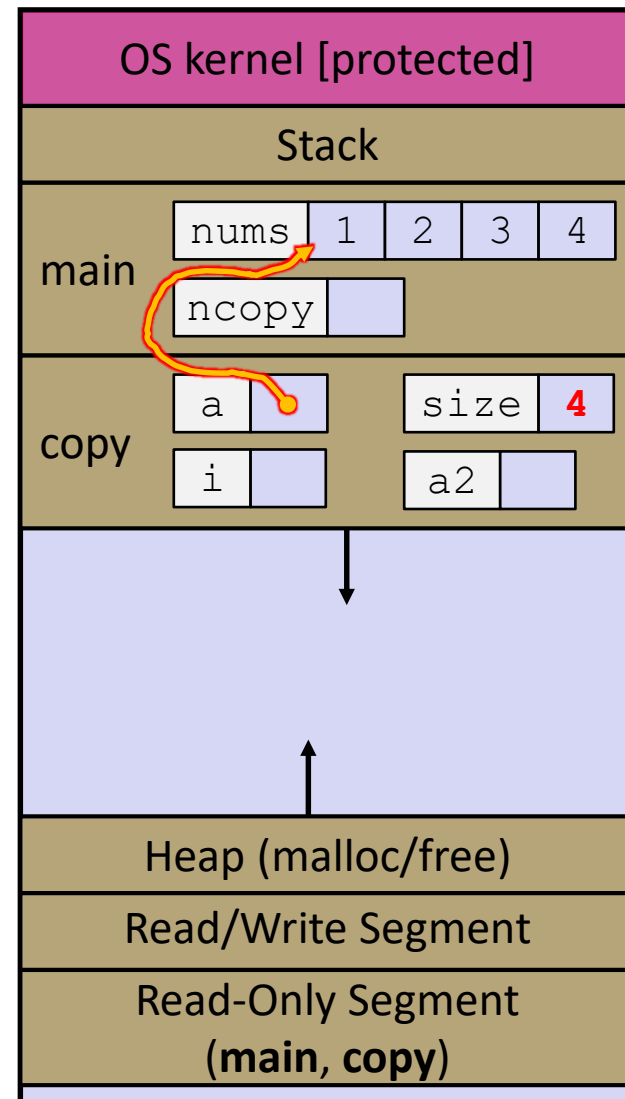 OS kernel [protected]
Stack
main
nums 1 2 3 4
ncopy
copy
a size 4
i a2
Heap (malloc/free)
Read/Write Segment
Read-Only Segment
(main, copy)